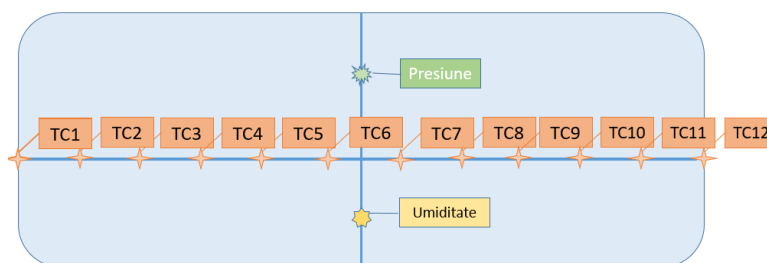 Presiune
TC1 TC2 TC3 TC4 TC5 TC6 TC7 TC8 TC9 TC10 TC11 TC12
Umiditate